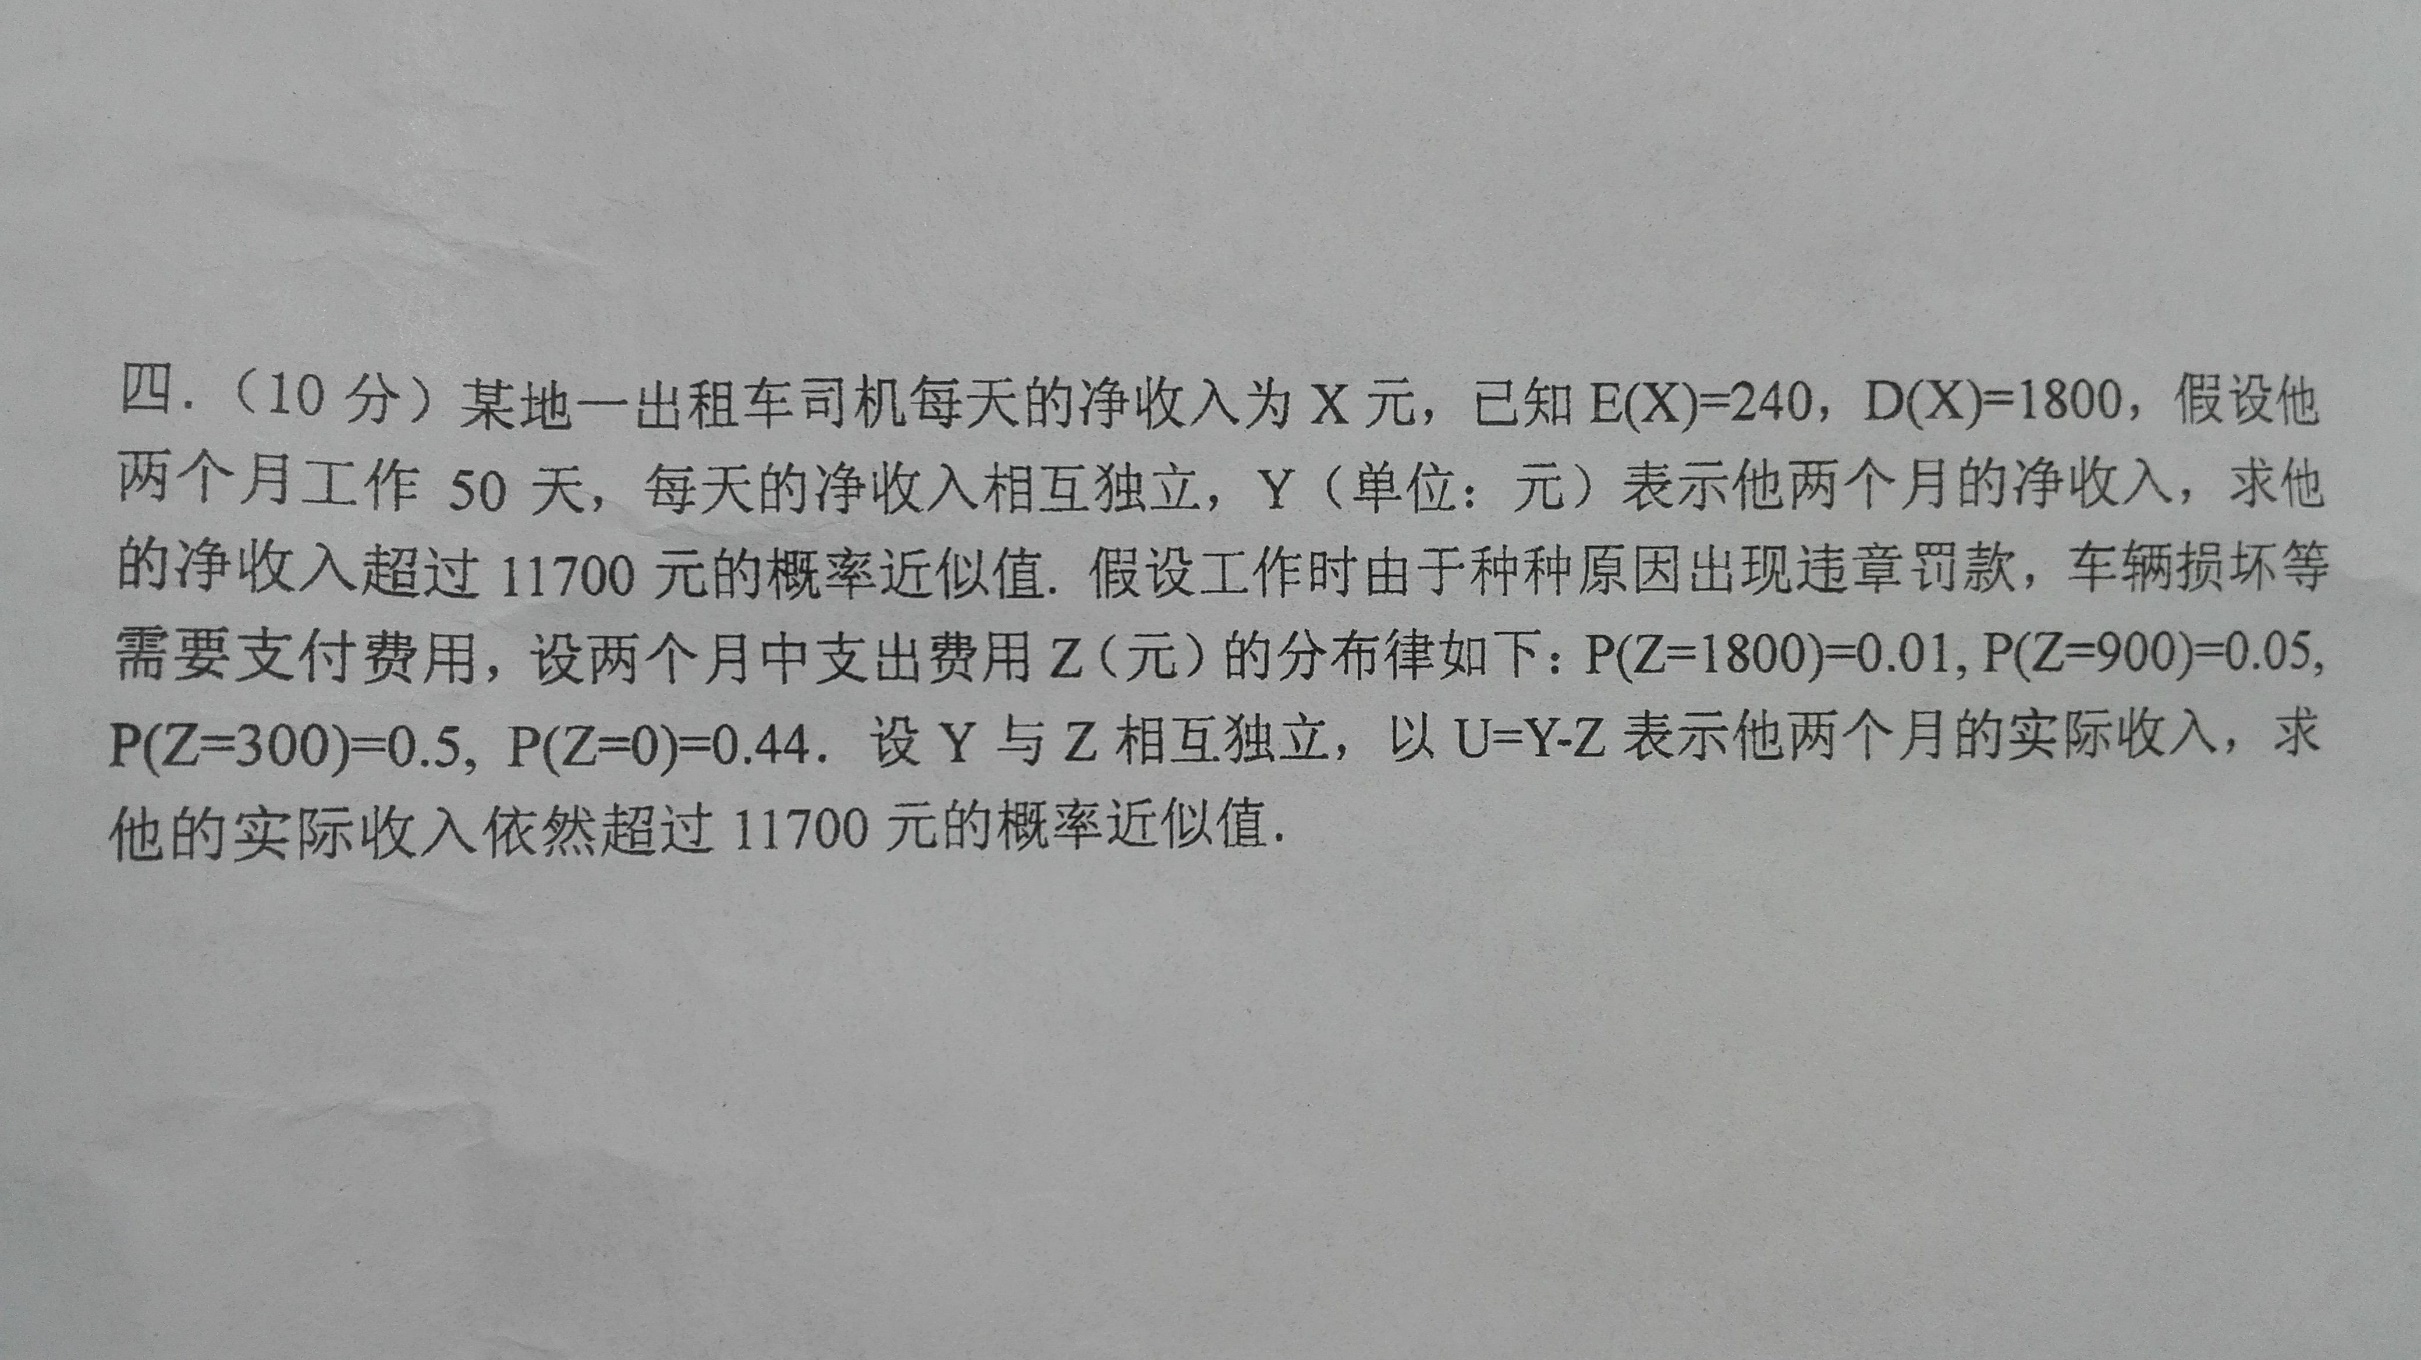 四.（10 分）某地一出租车司机每天的净收入为 X 元，已知 E(X)=240，D(X)=1800，假设他
两个月工作 50 天，每天的净收入相互独立，Y（单位：元）表示他两个月的净收入，求他
的净收入超过 11700 元的概率近似值. 假设工作时由于种种原因出现违章罚款，车辆损坏等
需要支付费用，设两个月中支出费用 Z（元）的分布律如下：P(Z=1800)=0.01, P(Z=900)=0.05,
P(Z=300)=0.5, P(Z=0)=0.44. 设 Y 与 Z 相互独立，以 U=Y-Z 表示他两个月的实际收入，求
他的实际收入依然超过 11700 元的概率近似值.